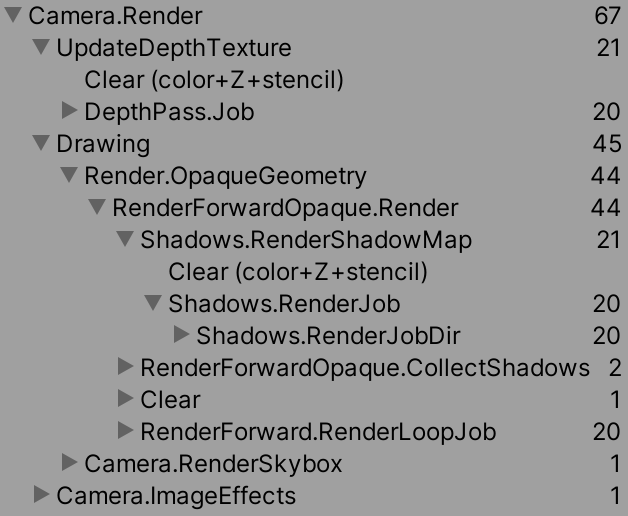 Camera.Render 67
UpdateDepthTexture 21
Clear (color+Z+stencil)
DepthPass.Job 20
Drawing 45
Render.OpaqueGeometry 44
RenderForwardOpaque.Render 44
Shadows.RenderShadowMap 21
Clear (color+Z+stencil)
Shadows.RenderJob 20
Shadows.RenderJobDir 20
RenderForwardOpaque.CollectShadows 2
Clear 1
RenderForward.RenderLoopJob 20
Camera.RenderSkybox 1
Camera.ImageEffects 1